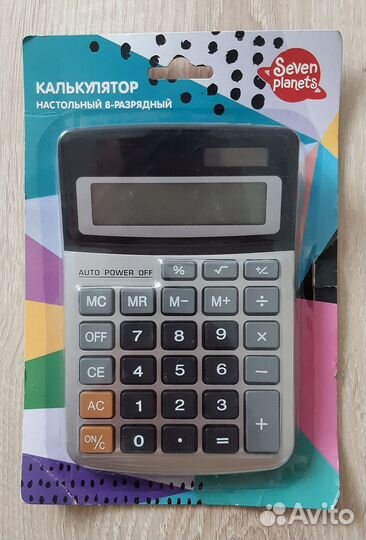 КАЛЬКУЛЯТОР
НАСТОЛЬНЫЙ 8-РАЗРЯДНЫЙ
Seven
planets
AUTO POWER OFF
% √ +/-
MC MR M- M+ ÷
OFF 7 8 9 ×
CE 4 5 6 −
AC 1 2 3 +
ON/C 0 · =
Avito